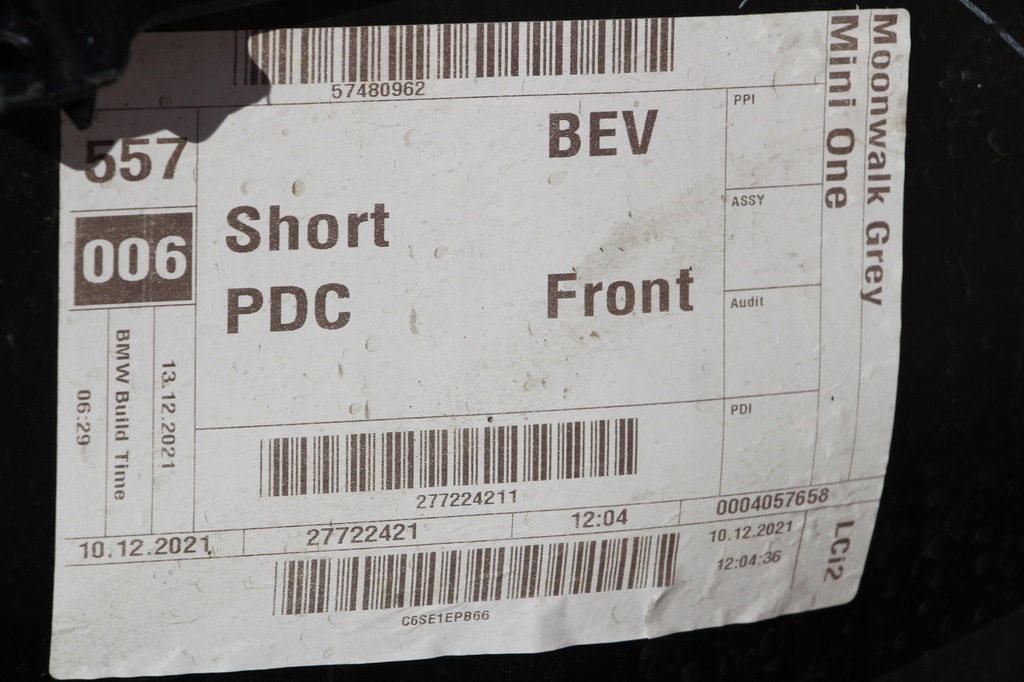 57480962
557
006
BEV
Short
PDC
Front
PPI
ASSY
Audit
PDI
Moonwalk Grey
Mini One
13.12.2021
BMW Build Time
06:29
277224211
10.12.2021
27722421
12:04
0004057658
C6SE1EPB66
10.12.2021
12:04:36
LCi2